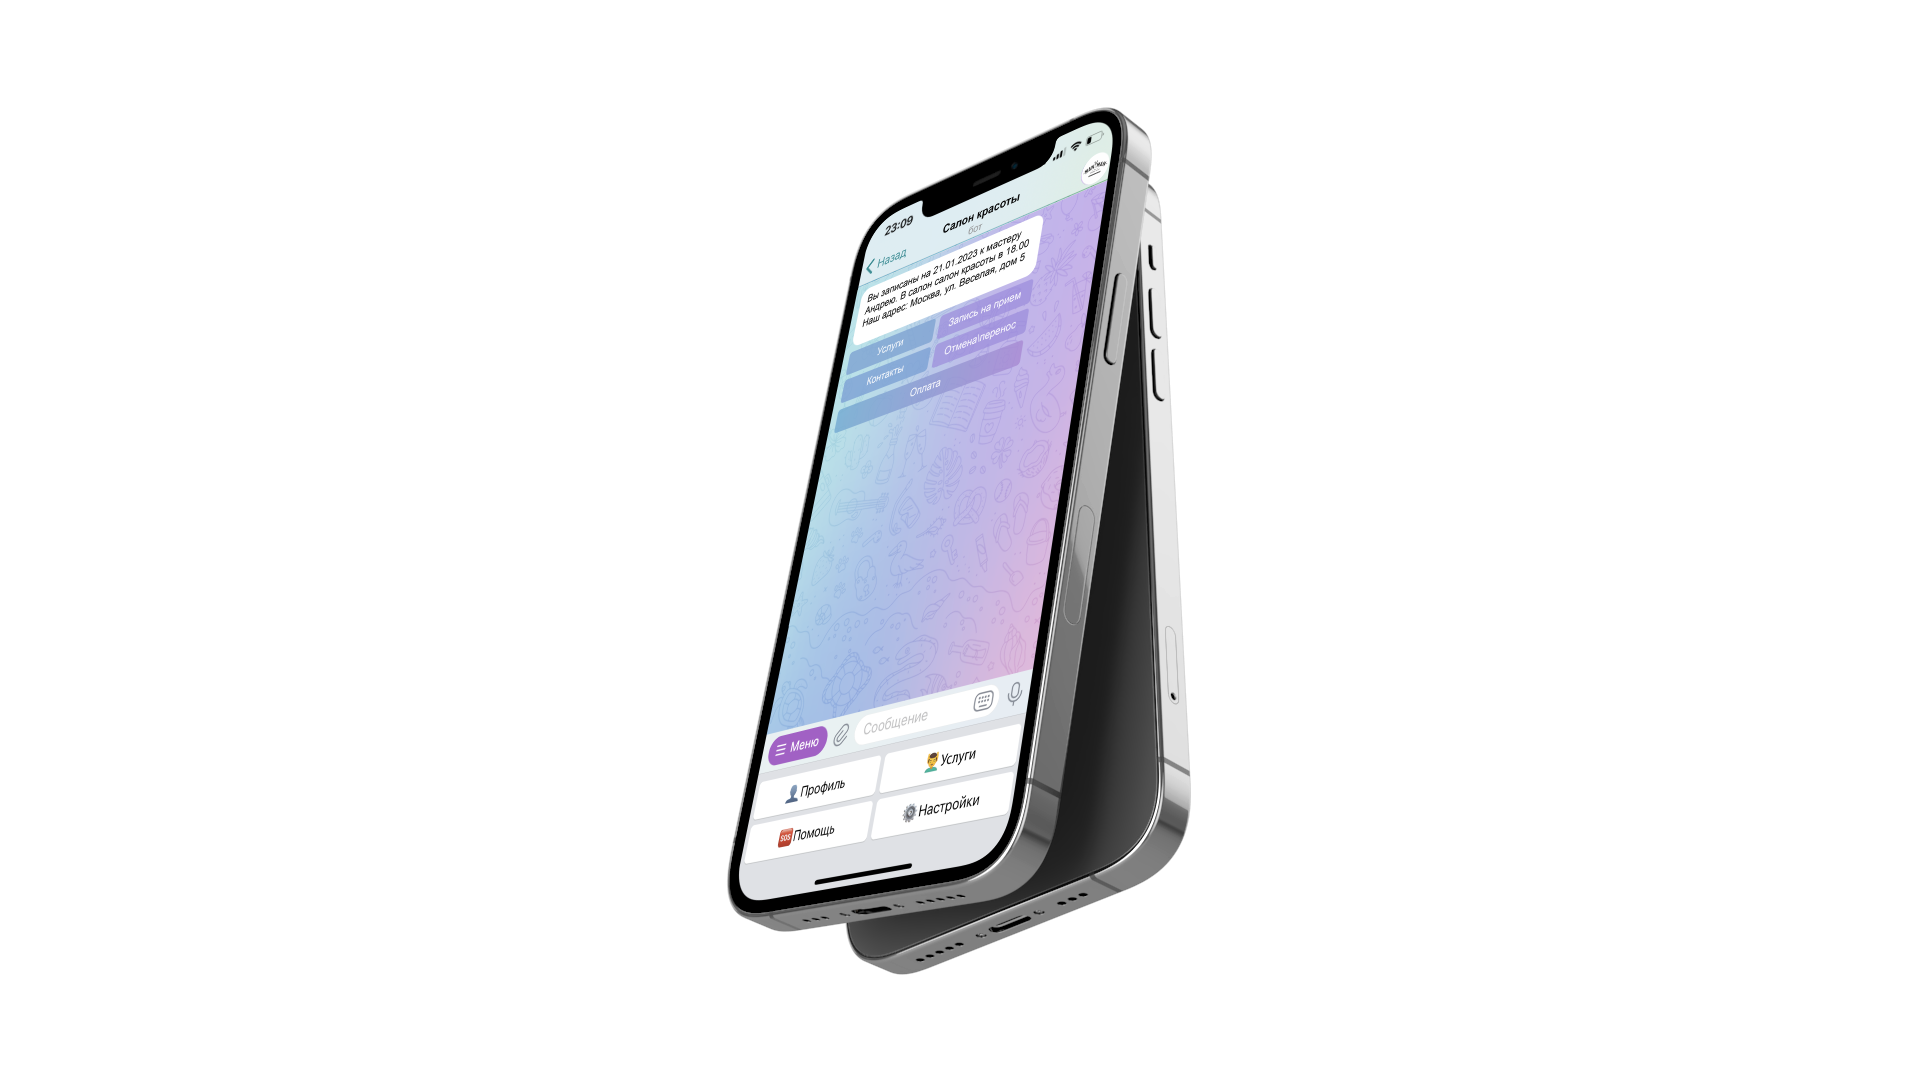 23:09
Назад
Салон красоты
бот
Вы записаны на 21.01.2023 к мастеру
Андрею. В салон салон красоты в 18.00
Наш адрес: Москва, ул. Веселая, дом 5
Услуги
Запись на прием
Контакты
Отмена\перенос
Оплата
Меню
Сообщение
Профиль
Услуги
SOS Помощь
Настройки